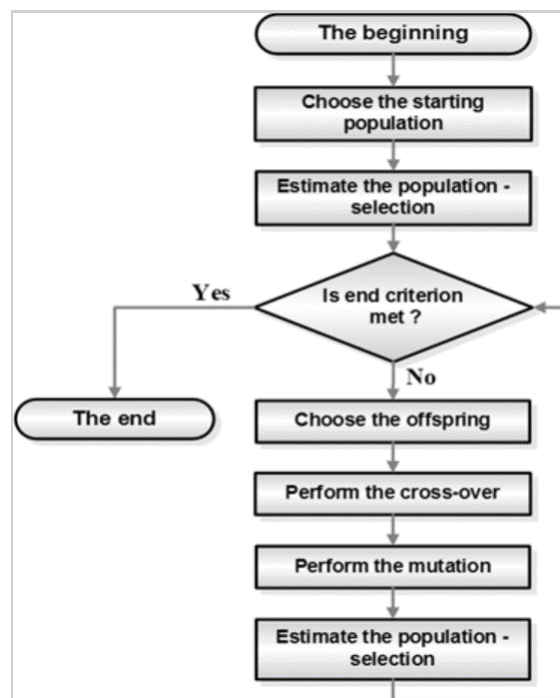 The beginning
Choose the starting
population
Estimate the population -
selection
Is end criterion
met ?
Yes
No
The end
Choose the offspring
Perform the cross-over
Perform the mutation
Estimate the population -
selection